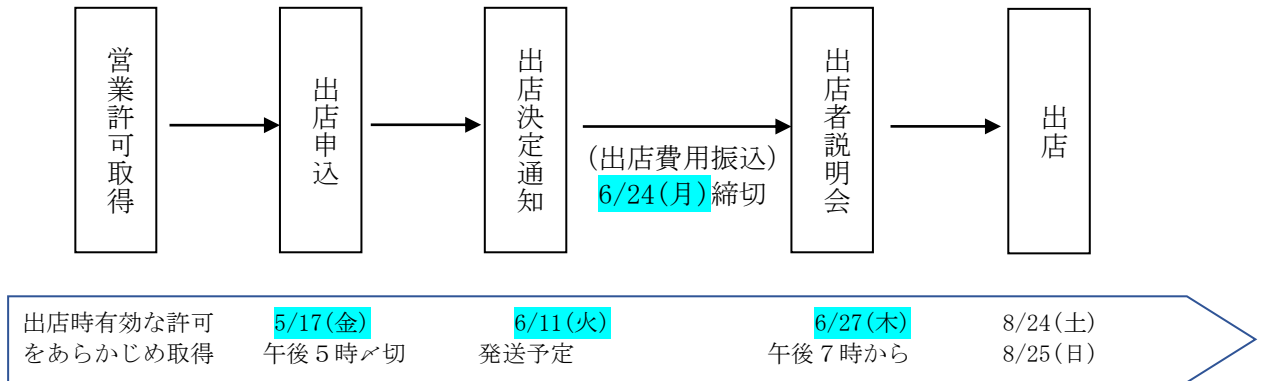 営業許可取得
出店申込
出店決定通知
(出店費用振込)
6/24(月)締切
出店者説明会
出店
出店時有効な許可
をあらかじめ取得
5/17(金)
午後５時〆切
6/11(火)
発送予定
6/27(木)
午後７時から
8/24(土)
8/25(日)